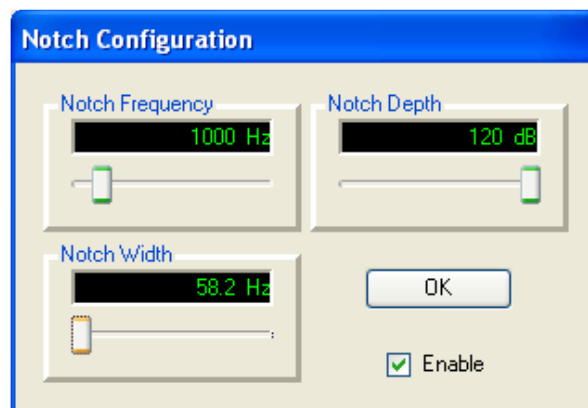 Notch Configuration
Notch Frequency
1000 Hz
Notch Depth
120 dB
Notch Width
58.2 Hz
OK
Enable